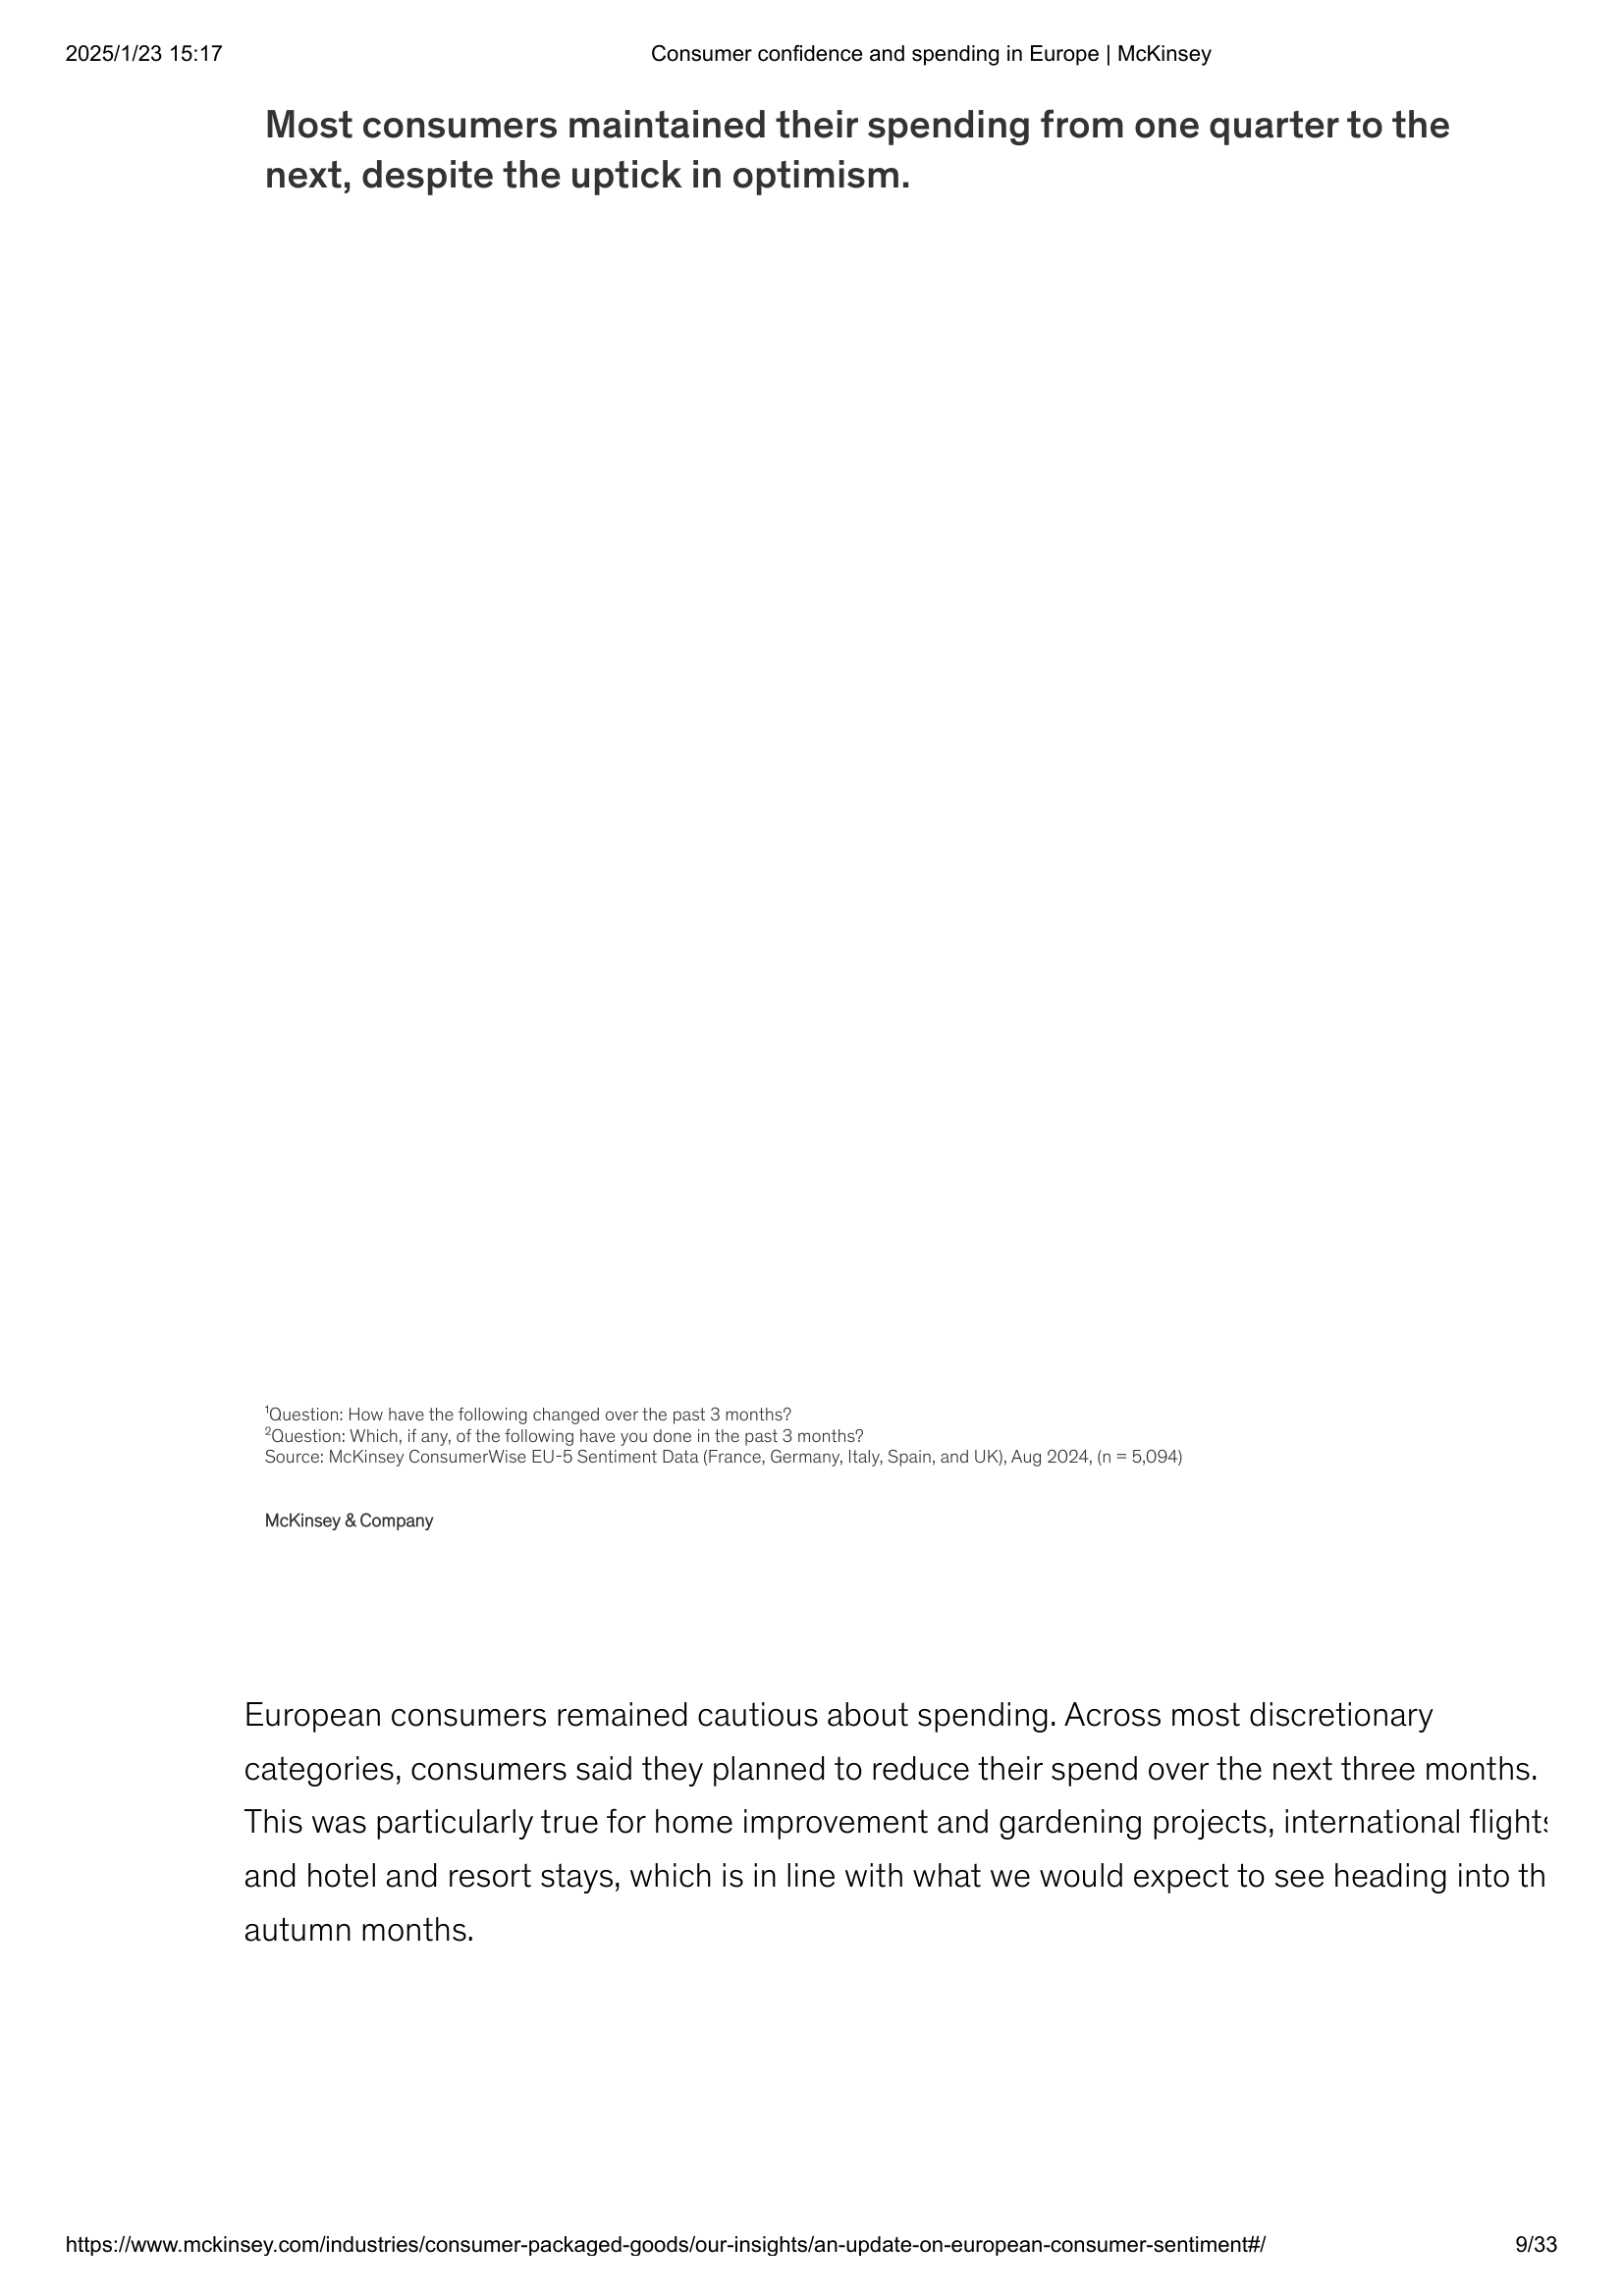 2025/1/23 15:17
Consumer confidence and spending in Europe | McKinsey
Most consumers maintained their spending from one quarter to the
next, despite the uptick in optimism.
¹Question: How have the following changed over the past 3 months?
²Question: Which, if any, of the following have you done in the past 3 months?
Source: McKinsey ConsumerWise EU-5 Sentiment Data (France, Germany, Italy, Spain, and UK), Aug 2024, (n = 5,094)
McKinsey & Company
European consumers remained cautious about spending. Across most discretionary
categories, consumers said they planned to reduce their spend over the next three months.
This was particularly true for home improvement and gardening projects, international flights
and hotel and resort stays, which is in line with what we would expect to see heading into th
autumn months.
https://www.mckinsey.com/industries/consumer-packaged-goods/our-insights/an-update-on-european-consumer-sentiment#/
9/33